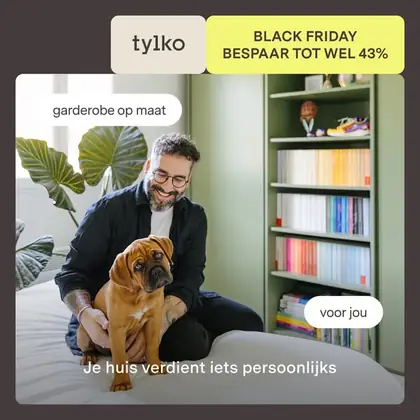 tylko
BLACK FRIDAY
BESPAAR TOT WEL 43%
garderobe op maat
voor jou
Je huis verdient iets persoonlijks